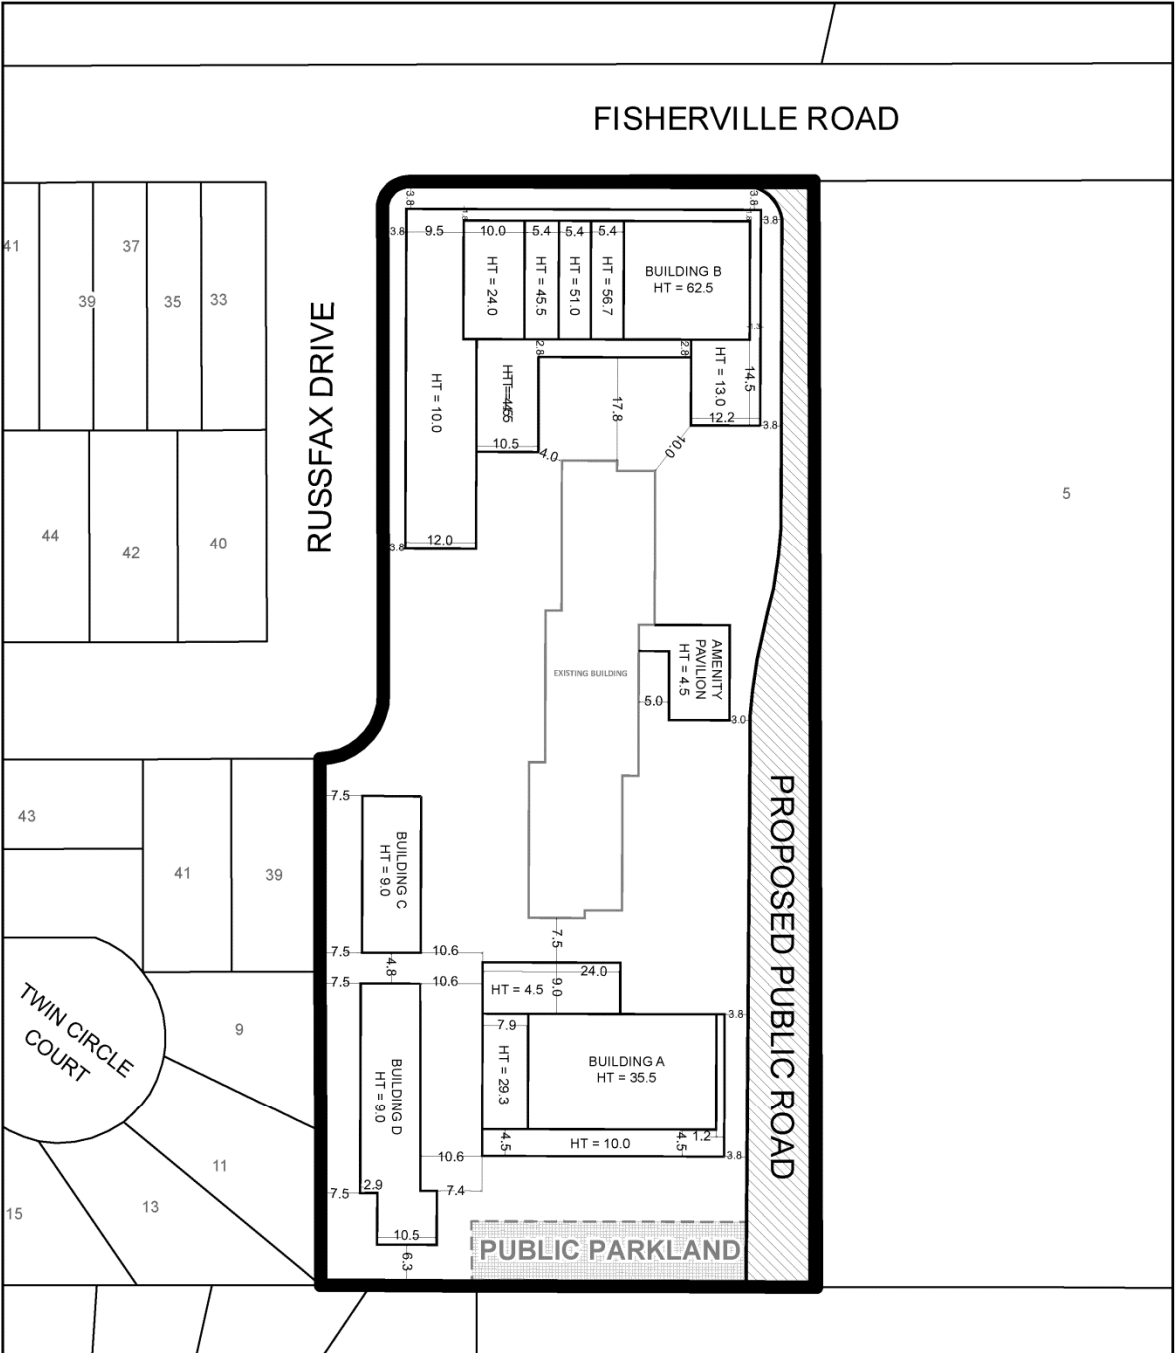 FISHERVILLE ROAD
3.8
3.8
3.8
3.8
9.5
10.0
5.4
5.4
5.4
41
37
39
35
33
HT = 24.0
HT = 45.5
HT = 51.0
HT = 56.7
BUILDING B
HT = 62.5
1.3
2.8
2.8
RUSSFAX DRIVE
HT = 10.0
17.8
HT = 13.0
14.5
12.2
3.8
10.5
4.0
10.0
5
44
42
40
12.0
3.8
AMENITY
PAVILION
HT = 4.5
EXISTING BUILDING
5.0
3.0
PROPOSED PUBLIC ROAD
7.5
43
41
39
BUILDING C
HT = 9.0
7.5
10.6
7.5
4.8
7.5
10.6
24.0
HT = 4.5
9.0
TWIN CIRCLE
COURT
9
7.9
3.8
HT = 29.3
BUILDING A
HT = 35.5
BUILDING D
HT = 9.0
4.5
HT = 10.0
4.5
1.2
10.6
3.8
11
7.5
2.9
7.4
15
13
10.5
6.3
PUBLIC PARKLAND